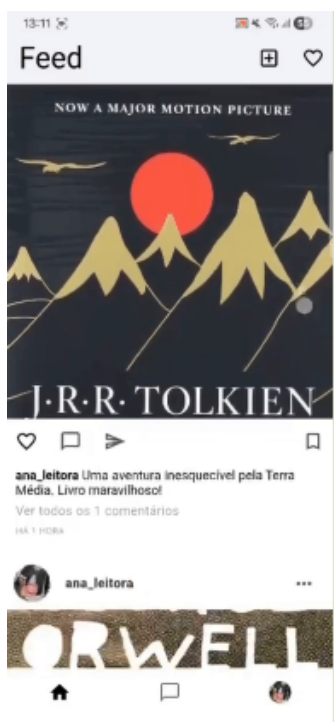 13:11
Feed
NOW A MAJOR MOTION PICTURE
J·R·R· TOLKIEN
ana_leitora Uma aventura inesquecível pela Terra
Média. Livro maravilhoso!
Ver todos os 1 comentários
HÁ 1 HORA
ana_leitora
ORWELL